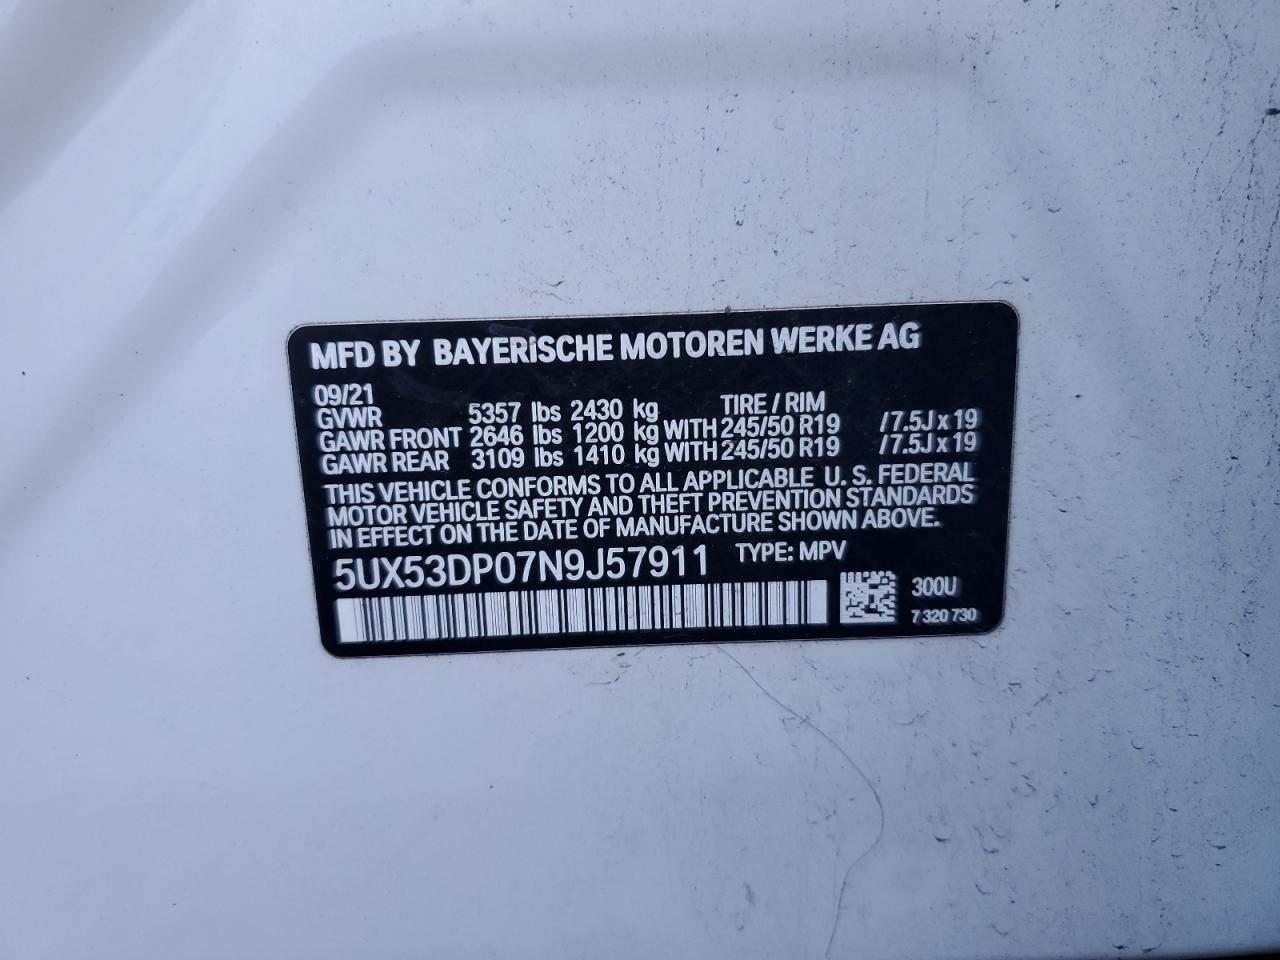 MFD BY BAYERISCHE MOTOREN WERKE AG
09/21
GVWR 5357 lbs 2430 kg TIRE / RIM
GAWR FRONT 2646 lbs 1200 kg WITH 245/50 R19 /7.5J x 19
GAWR REAR 3109 lbs 1410 kg WITH 245/50 R19 /7.5J x 19
THIS VEHICLE CONFORMS TO ALL APPLICABLE U. S. FEDERAL
MOTOR VEHICLE SAFETY AND THEFT PREVENTION STANDARDS
IN EFFECT ON THE DATE OF MANUFACTURE SHOWN ABOVE.
5UX53DP07N9J57911 TYPE: MPV
300U
7 320 730